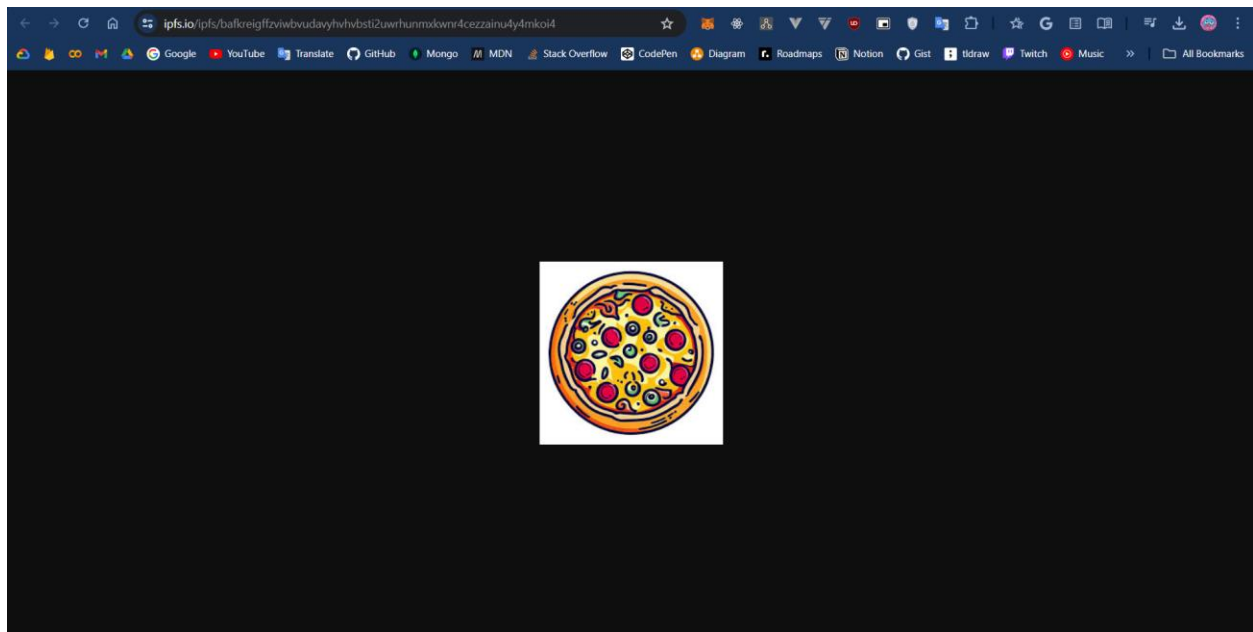 ipfs.io/ipfs/bafkreigffzviwbvudavyhvhvbsti2uwrhunmxkwnr4cezzainu4y4mkoi4
Google YouTube Translate GitHub Mongo MDN Stack Overflow CodePen Diagram Roadmaps Notion Gist tldraw Twitch Music All Bookmarks